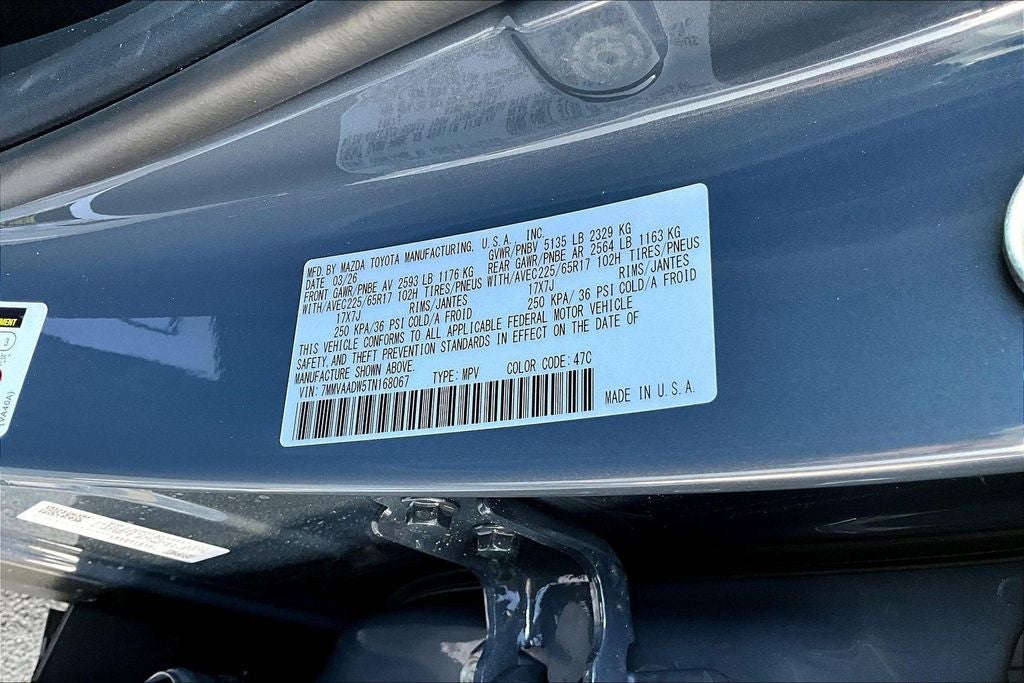 MFD. BY MAZDA TOYOTA MANUFACTURING, U.S.A. INC.
DATE 03/26 GVWR/PNBV 5135 LB 2329 KG
FRONT GAWR/PNBE AV 2593 LB 1176 KG REAR GAWR/PNBE AR 2564 LB 1163 KG
WITH/AVEC225/65R17 102H TIRES/PNEUS WITH/AVEC225/65R17 102H TIRES/PNEUS
17X7J RIMS/JANTES 17X7J RIMS/JANTES
250 KPA/36 PSI COLD/A FROID 250 KPA/ 36 PSI COLD/A FROID
THIS VEHICLE CONFORMS TO ALL APPLICABLE FEDERAL MOTOR VEHICLE
SAFETY, AND THEFT PREVENTION STANDARDS IN EFFECT ON THE DATE OF
MANUFACTURE SHOWN ABOVE.
VIN: 7MMVAADW5TN168067 TYPE: MPV COLOR CODE: 47C
MADE IN U.S.A.
3
(VA40A)